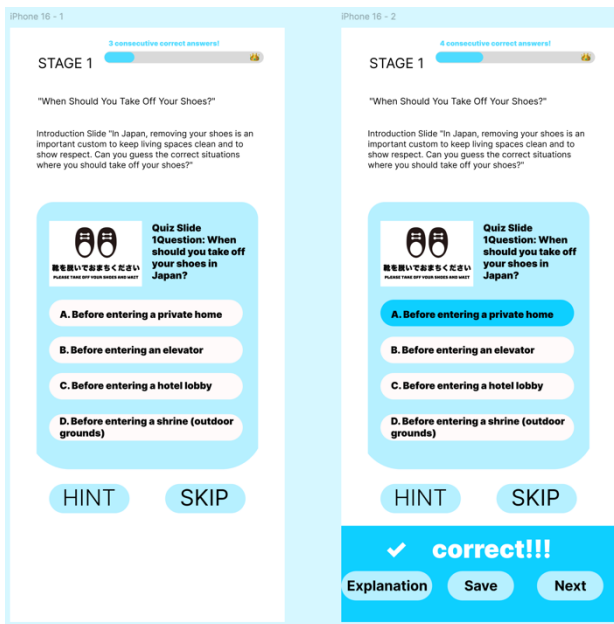 iPhone 16 - 1
3 consecutive correct answers!
STAGE 1
"When Should You Take Off Your Shoes?"
Introduction Slide "In Japan, removing your shoes is an
important custom to keep living spaces clean and to
show respect. Can you guess the correct situations
where you should take off your shoes?"
靴を脱いでおまちください
PLEASE TAKE OFF YOUR SHOES AND WAIT
Quiz Slide
1Question: When
should you take off
your shoes in
Japan?
A. Before entering a private home
B. Before entering an elevator
C. Before entering a hotel lobby
D. Before entering a shrine (outdoor
grounds)
HINT
SKIP
iPhone 16 - 2
4 consecutive correct answers!
STAGE 1
"When Should You Take Off Your Shoes?"
Introduction Slide "In Japan, removing your shoes is an
important custom to keep living spaces clean and to
show respect. Can you guess the correct situations
where you should take off your shoes?"
靴を脱いでおまちください
PLEASE TAKE OFF YOUR SHOES AND WAIT
Quiz Slide
1Question: When
should you take off
your shoes in
Japan?
A. Before entering a private home
B. Before entering an elevator
C. Before entering a hotel lobby
D. Before entering a shrine (outdoor
grounds)
HINT
SKIP
correct!!!
Explanation
Save
Next